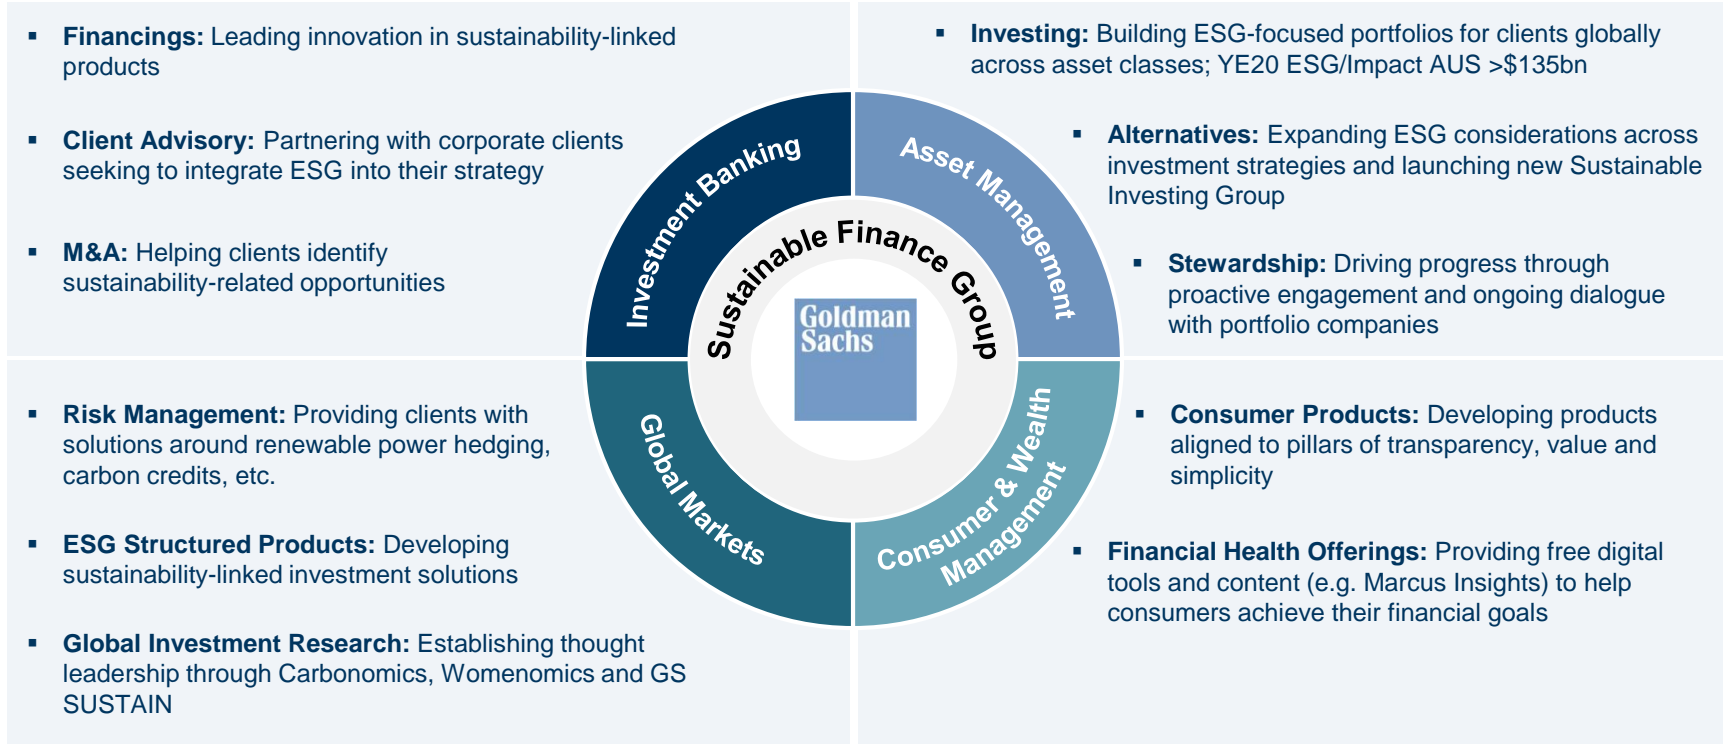 ▪ Financings: Leading innovation in sustainability-linked
products
▪ Client Advisory: Partnering with corporate clients
seeking to integrate ESG into their strategy
▪ M&A: Helping clients identify
sustainability-related opportunities
▪ Investing: Building ESG-focused portfolios for clients globally
across asset classes; YE20 ESG/Impact AUS >$135bn
▪ Alternatives: Expanding ESG considerations across
investment strategies and launching new Sustainable
Investing Group
▪ Stewardship: Driving progress through
proactive engagement and ongoing dialogue
with portfolio companies
Investment Banking
Asset Management
Sustainable Finance Group
Goldman
Sachs
Global Markets
Consumer & Wealth
Management
▪ Risk Management: Providing clients with
solutions around renewable power hedging,
carbon credits, etc.
▪ ESG Structured Products: Developing
sustainability-linked investment solutions
▪ Global Investment Research: Establishing thought
leadership through Carbonomics, Womenomics and GS
SUSTAIN
▪ Consumer Products: Developing products
aligned to pillars of transparency, value and
simplicity
▪ Financial Health Offerings: Providing free digital
tools and content (e.g. Marcus Insights) to help
consumers achieve their financial goals